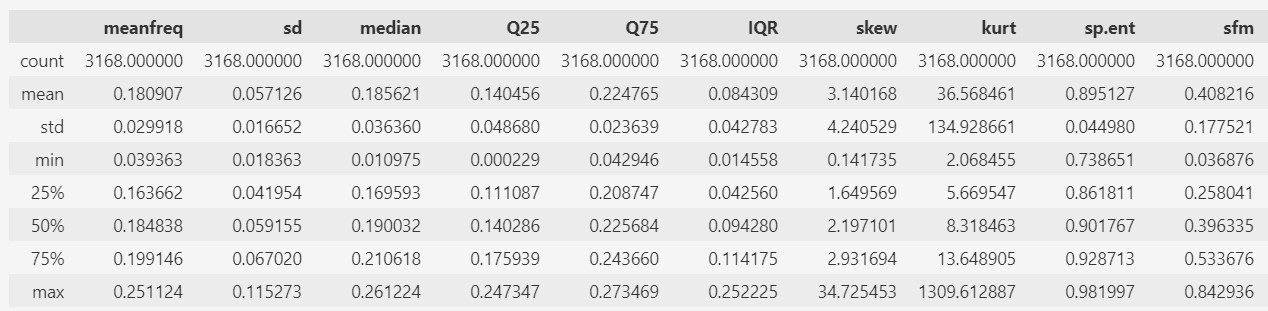 meanfreq sd median Q25 Q75 IQR skew kurt sp.ent sfm
count 3168.000000 3168.000000 3168.000000 3168.000000 3168.000000 3168.000000 3168.000000 3168.000000 3168.000000 3168.000000
mean 0.180907 0.057126 0.185621 0.140456 0.224765 0.084309 3.140168 36.568461 0.895127 0.408216
std 0.029918 0.016652 0.036360 0.048680 0.023639 0.042783 4.240529 134.928661 0.044980 0.177521
min 0.039363 0.018363 0.010975 0.000229 0.042946 0.014558 0.141735 2.068455 0.738651 0.036876
25% 0.163662 0.041954 0.169593 0.111087 0.208747 0.042560 1.649569 5.669547 0.861811 0.258041
50% 0.184838 0.059155 0.190032 0.140286 0.225684 0.094280 2.197101 8.318463 0.901767 0.396335
75% 0.199146 0.067020 0.210618 0.175939 0.243660 0.114175 2.931694 13.648905 0.928713 0.533676
max 0.251124 0.115273 0.261224 0.247347 0.273469 0.252225 34.725453 1309.612887 0.981997 0.842936